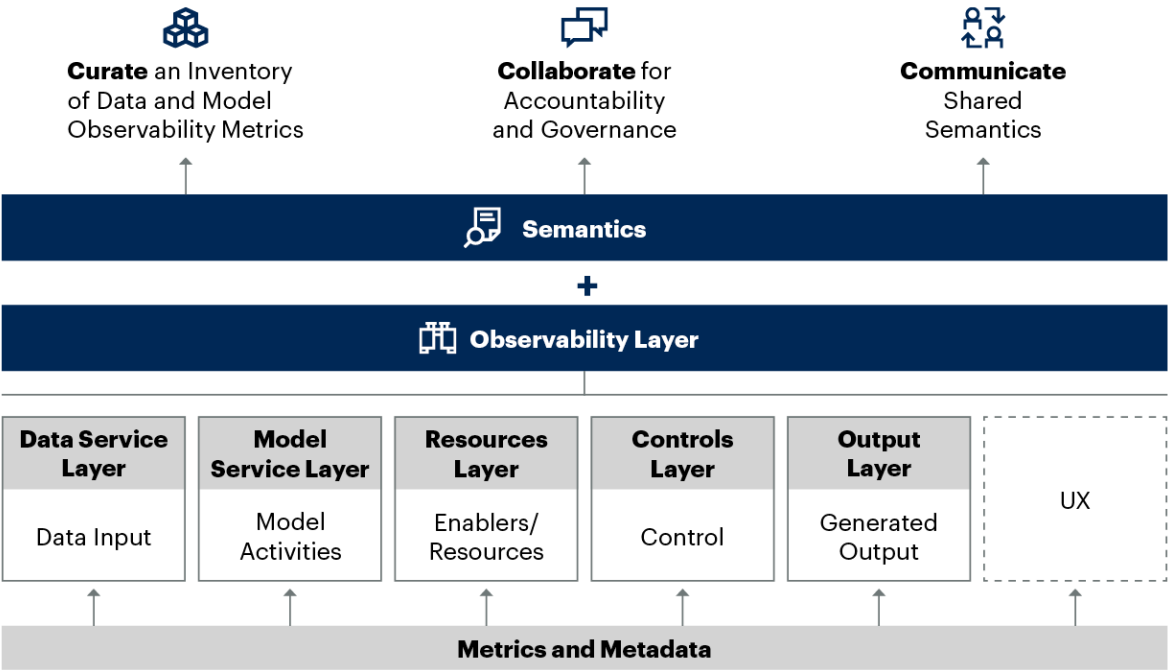 Curate an Inventory
of Data and Model
Observability Metrics
Collaborate for
Accountability
and Governance
Communicate
Shared
Semantics
Semantics
+
Observability Layer
Data Service
Layer
Data Input
Model
Service Layer
Model
Activities
Resources
Layer
Enablers/
Resources
Controls
Layer
Control
Output
Layer
Generated
Output
UX
Metrics and Metadata